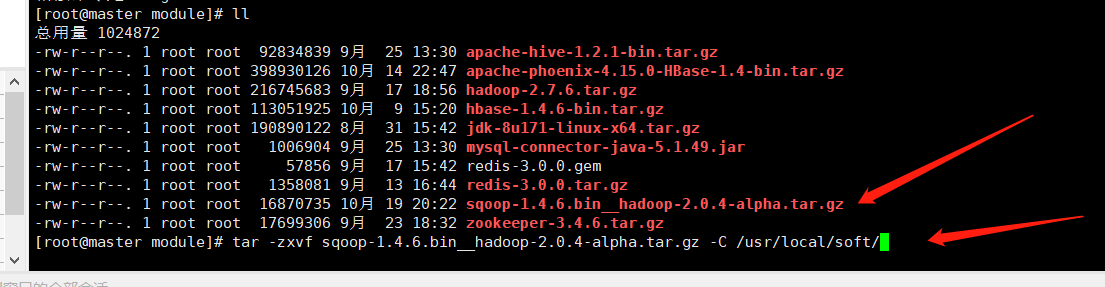 [root@master module]# ll
总用量 1024872
-rw-r--r--. 1 root root  92834839 9月  25 13:30 apache-hive-1.2.1-bin.tar.gz
-rw-r--r--. 1 root root 398930126 10月 14 22:47 apache-phoenix-4.15.0-HBase-1.4-bin.tar.gz
-rw-r--r--. 1 root root 216745683 9月  17 18:56 hadoop-2.7.6.tar.gz
-rw-r--r--. 1 root root 113051925 10月  9 15:20 hbase-1.4.6-bin.tar.gz
-rw-r--r--. 1 root root 190890122 8月  31 15:42 jdk-8u171-linux-x64.tar.gz
-rw-r--r--. 1 root root   1006904 9月  25 13:30 mysql-connector-java-5.1.49.jar
-rw-r--r--. 1 root root     57856 9月  17 15:42 redis-3.0.0.gem
-rw-r--r--. 1 root root   1358081 9月  13 16:44 redis-3.0.0.tar.gz
-rw-r--r--. 1 root root  16870735 10月 19 20:22 sqoop-1.4.6.bin__hadoop-2.0.4-alpha.tar.gz
-rw-r--r--. 1 root root  17699306 9月  23 18:32 zookeeper-3.4.6.tar.gz
[root@master module]# tar -zxvf sqoop-1.4.6.bin__hadoop-2.0.4-alpha.tar.gz -C /usr/local/soft/